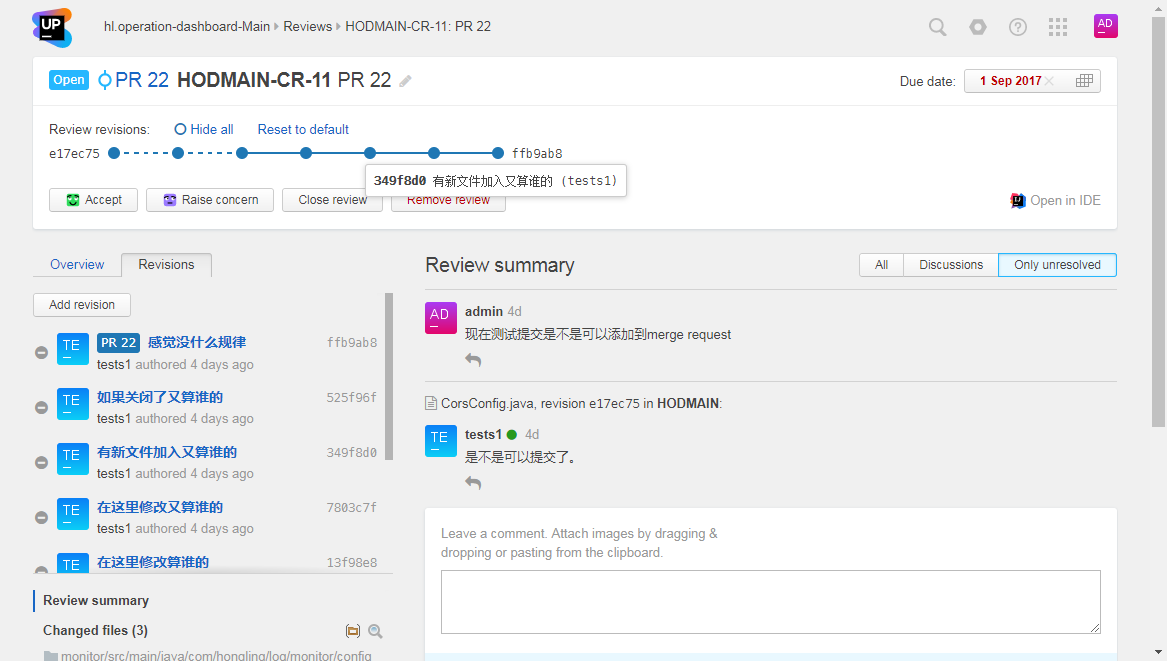 UP
hl.operation-dashboard-Main Reviews HODMAIN-CR-11: PR 22
AD
Open PR 22 HODMAIN-CR-11 PR 22
Due date: 1 Sep 2017
Review revisions: Hide all Reset to default
e17ec75 ffb9ab8
349f8d0 有新文件加入又算谁的 (tests1)
Accept Raise concern Close review Remove review
Open in IDE
Overview Revisions
Add revision
TE PR 22 感觉没什么规律 ffb9ab8
tests1 authored 4 days ago
TE 如果关闭了又算谁的 525f96f
tests1 authored 4 days ago
TE 有新文件加入又算谁的 349f8d0
tests1 authored 4 days ago
TE 在这里修改又算谁的 7803c7f
tests1 authored 4 days ago
TE 在这里修改算谁的 13f98e8
Review summary
Changed files (3)
monitor/src/main/java/com/hongling/log/monitor/config
Review summary
All Discussions Only unresolved
AD admin 4d
现在测试提交是不是可以添加到merge request
CorsConfig.java, revision e17ec75 in HODMAIN:
TE tests1 4d
是不是可以提交了。
Leave a comment. Attach images by dragging &
dropping or pasting from the clipboard.